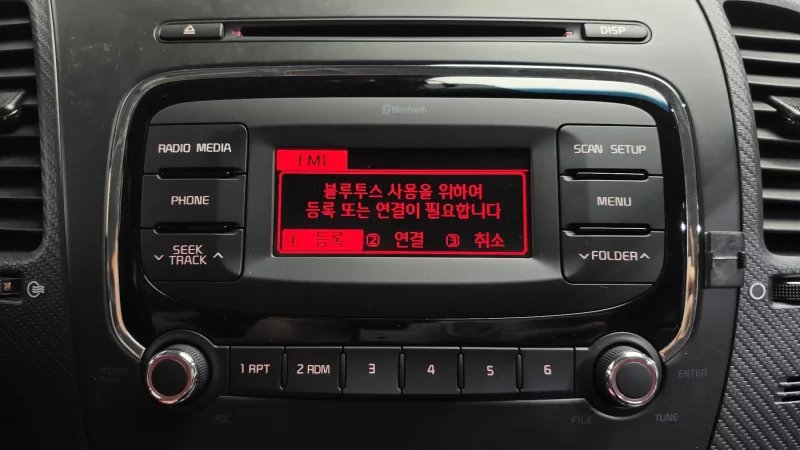 DISP
Bluetooth
RADIO MEDIA
FM1
SCAN SETUP
PHONE
블루투스 사용을 위하여
등록 또는 연결이 필요합니다
MENU
SEEK
TRACK
1 등록 2 연결 3 취소
FOLDER
1 RPT 2 RDM 3 4 5 6
ENTER
VOL
FILE TUNE